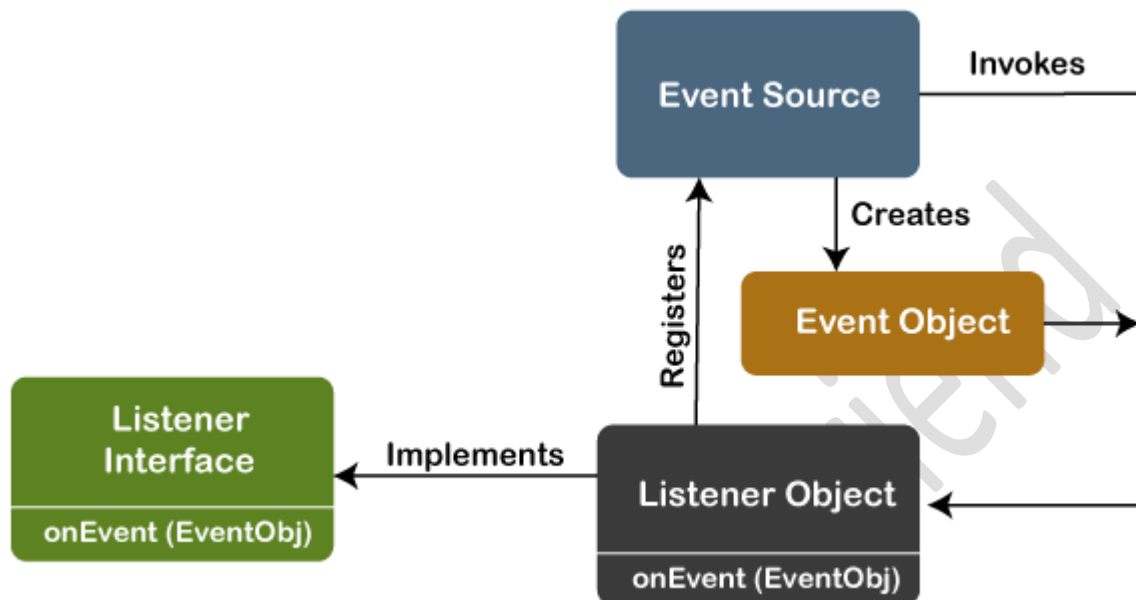 Event Source
Invokes
Creates
Registers
Event Object
Listener
Interface
Implements
Listener Object
onEvent (EventObj)
onEvent (EventObj)